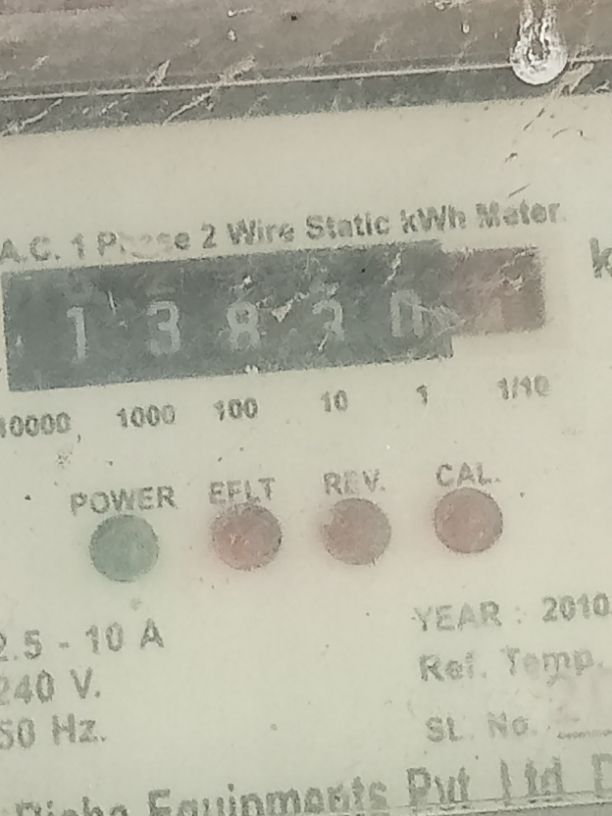 A.C. 1 Phase 2 Wire Static kWh Meter
1 3 8 3 0
10000 1000 100 10 1 1/10
POWER EFLT REV. CAL.
2.5 - 10 A
240 V.
50 Hz.
YEAR : 2010
Ref. Temp.
SL. No.
Equipments Pvt. Ltd.